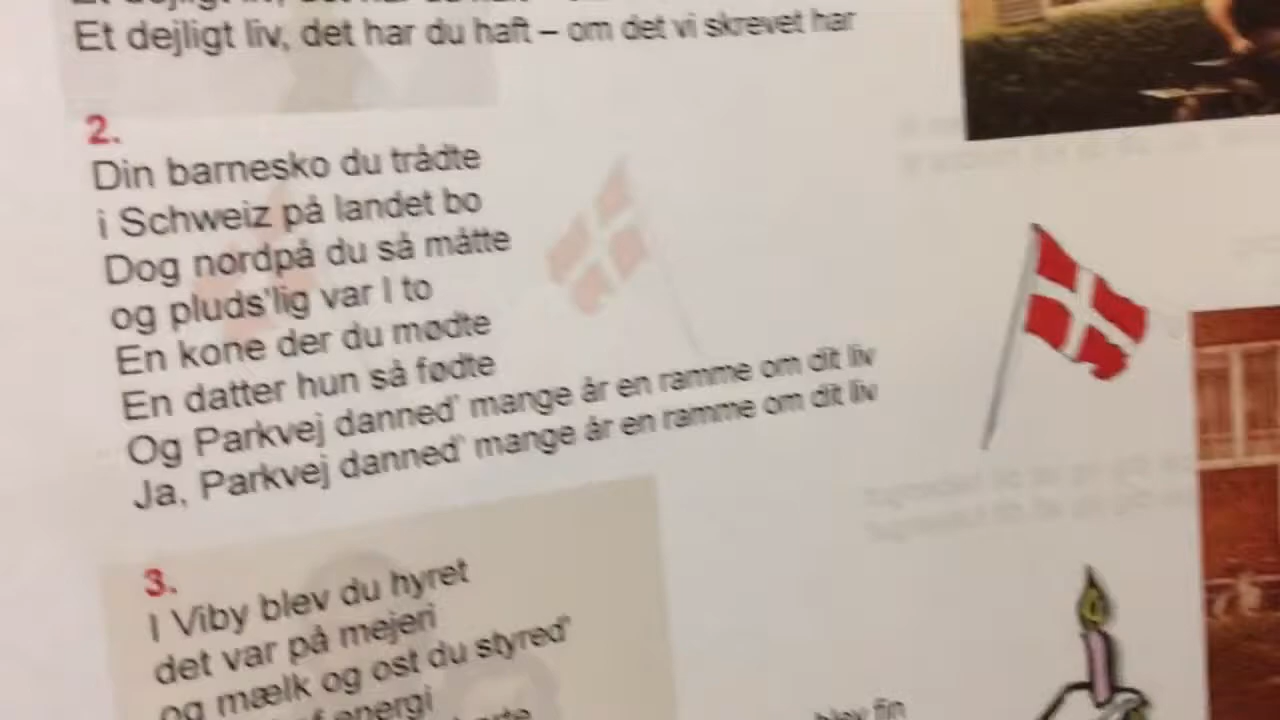 Et dejligt liv, det har du haft – om det vi skrevet har
2.
Din barnesko du trådte
i Schweiz på landet bo
Dog nordpå du så måtte
og pluds'lig var I to
En kone der du mødte
En datter hun så fødte
Og Parkvej danned' mange år en ramme om dit liv
Ja, Parkvej danned' mange år en ramme om dit liv
3.
I Viby blev du hyret
det var på mejeri
og mælk og ost du styred'
energi
blev fin